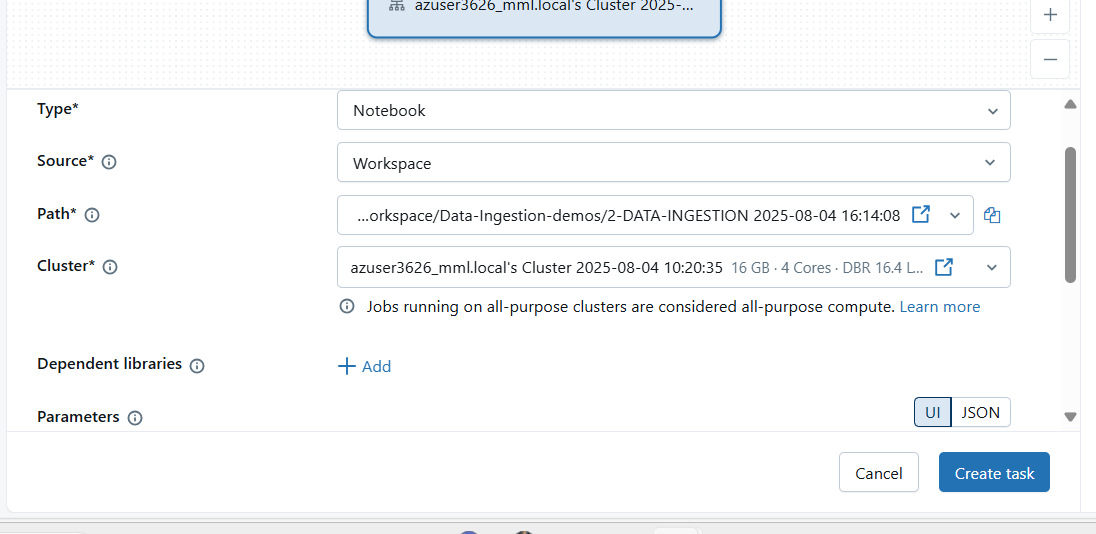 azuser3626_mml.local's Cluster 2025-...
Type*
Notebook
Source*
Workspace
Path*
...orkspace/Data-Ingestion-demos/2-DATA-INGESTION 2025-08-04 16:14:08
Cluster*
azuser3626_mml.local's Cluster 2025-08-04 10:20:35 16 GB · 4 Cores · DBR 16.4 L...
Jobs running on all-purpose clusters are considered all-purpose compute. Learn more
Dependent libraries
Add
Parameters
UI JSON
Cancel Create task